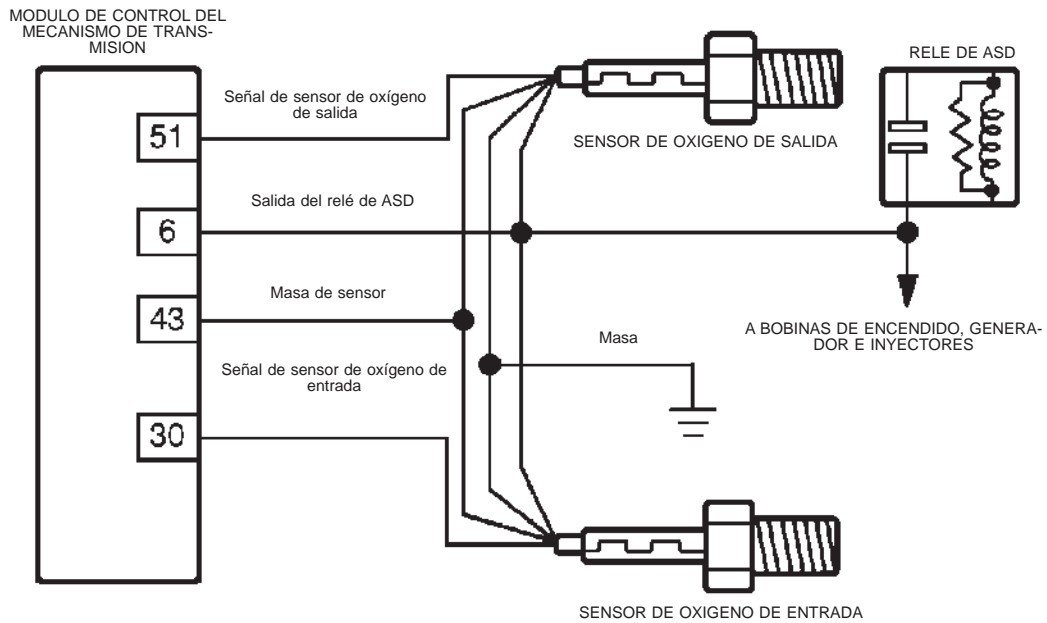 MODULO DE CONTROL DEL
MECANISMO DE TRANS-
MISION
RELE DE ASD
Señal de sensor de oxígeno
de salida
51
SENSOR DE OXIGENO DE SALIDA
Salida del relé de ASD
6
Masa de sensor
43
Masa
A BOBINAS DE ENCENDIDO, GENERA-
DOR E INYECTORES
Señal de sensor de oxígeno de
entrada
30
SENSOR DE OXIGENO DE ENTRADA